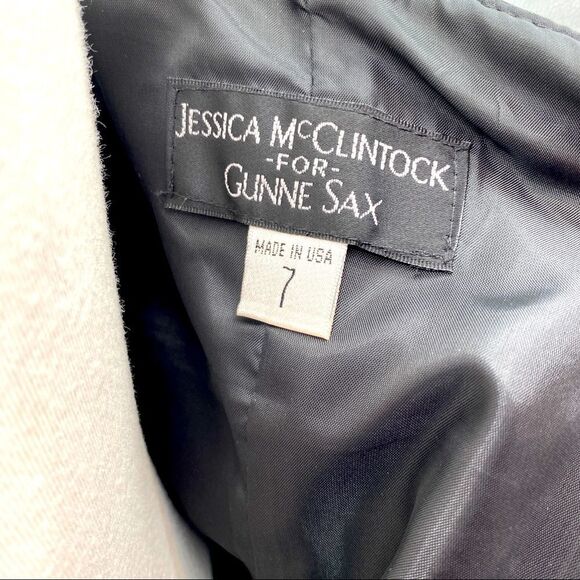 JESSICA McCLINTOCK
-FOR-
GUNNE SAX
MADE IN USA
7